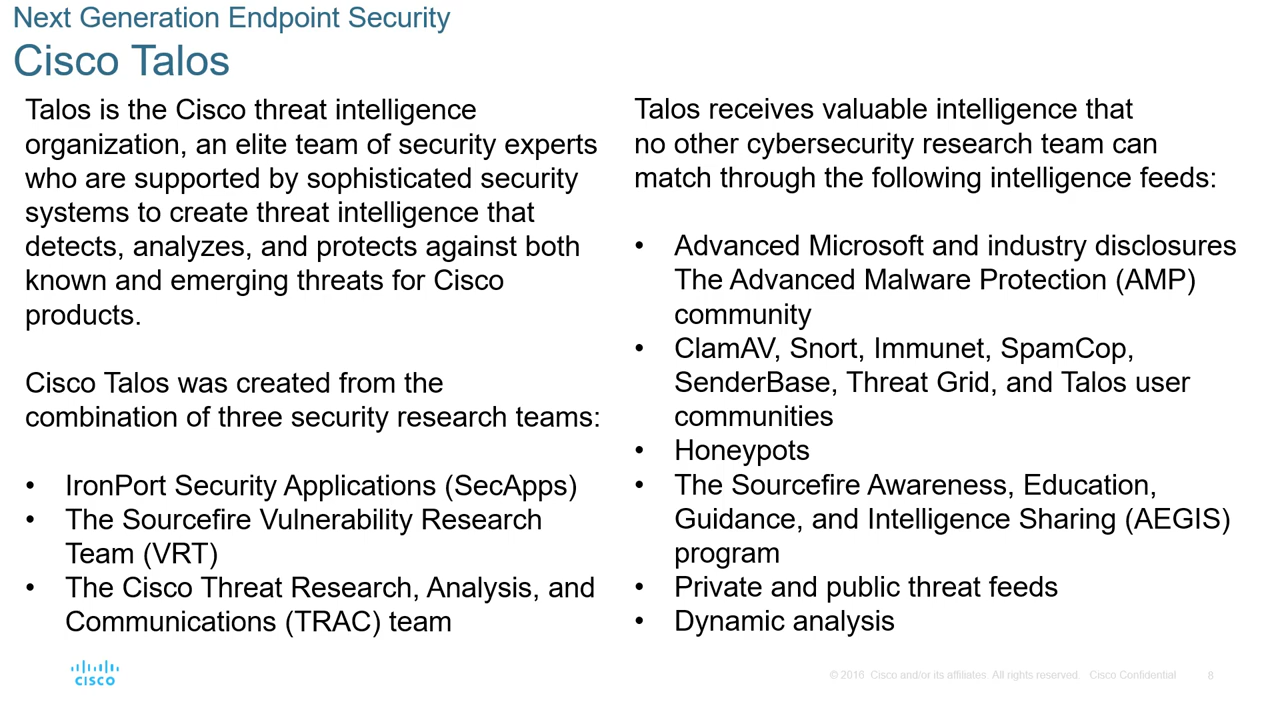 Next Generation Endpoint Security
Cisco Talos
Talos is the Cisco threat intelligence
organization, an elite team of security experts
who are supported by sophisticated security
systems to create threat intelligence that
detects, analyzes, and protects against both
known and emerging threats for Cisco
products.
Cisco Talos was created from the
combination of three security research teams:
• IronPort Security Applications (SecApps)
• The Sourcefire Vulnerability Research
Team (VRT)
• The Cisco Threat Research, Analysis, and
Communications (TRAC) team
Talos receives valuable intelligence that
no other cybersecurity research team can
match through the following intelligence feeds:
• Advanced Microsoft and industry disclosures
The Advanced Malware Protection (AMP)
community
• ClamAV, Snort, Immunet, SpamCop,
SenderBase, Threat Grid, and Talos user
communities
• Honeypots
• The Sourcefire Awareness, Education,
Guidance, and Intelligence Sharing (AEGIS)
program
• Private and public threat feeds
• Dynamic analysis
CISCO
© 2016 Cisco and/or its affiliates. All rights reserved. Cisco Confidential
8